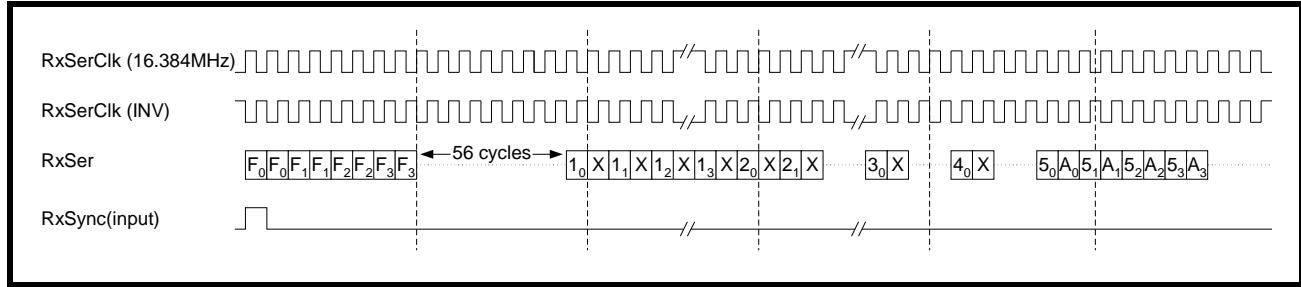 RxSerClk (16.384MHz)
RxSerClk (INV)
RxSer F0 F0 F1 F1 F2 F2 F3 F3 56 cycles 10 X 11 X 12 X 13 X 20 X 21 X 30 X 40 X 50 A0 51 A1 52 A2 53 A3
RxSync(input)